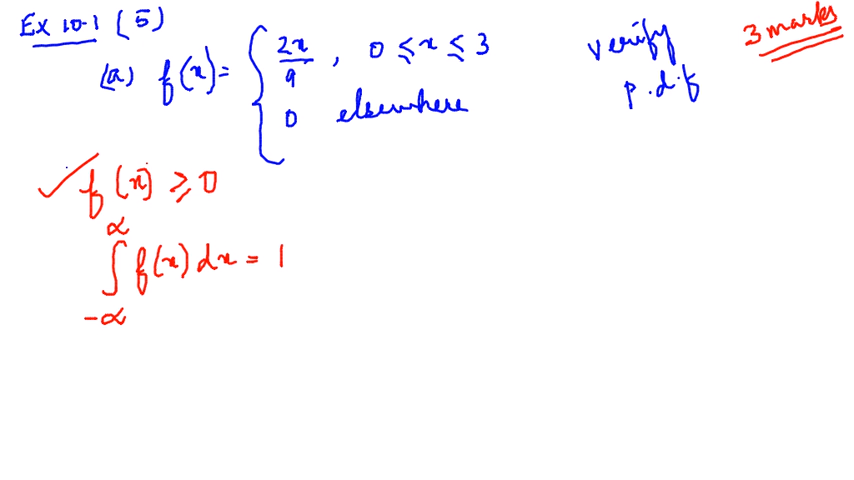 Ex 10.1 (5)
3 marks
(a) f(x) = { 2x/9 , 0 ≤ x ≤ 3
0 elsewhere
verify
p.d.f
✓ f(x) ≥ 0
∫_{-α}^{α} f(x) dx = 1